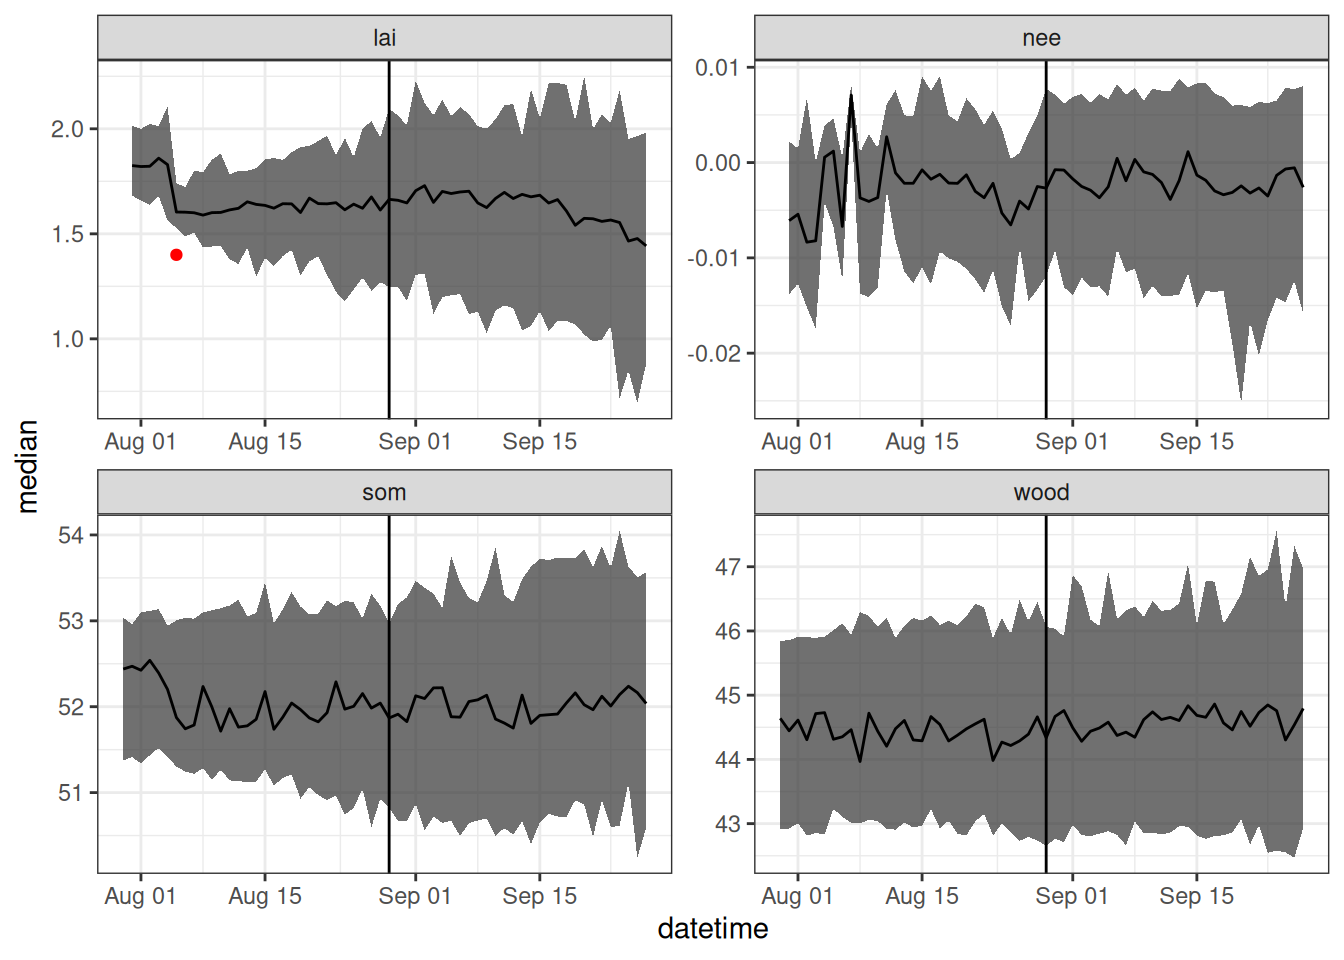 lai
nee
2.0
1.5
1.0
0.01
0.00
-0.01
-0.02
Aug 01 Aug 15 Sep 01 Sep 15
Aug 01 Aug 15 Sep 01 Sep 15
median
som
wood
54
53
52
51
47
46
45
44
43
Aug 01 Aug 15 Sep 01 Sep 15
Aug 01 Aug 15 Sep 01 Sep 15
datetime